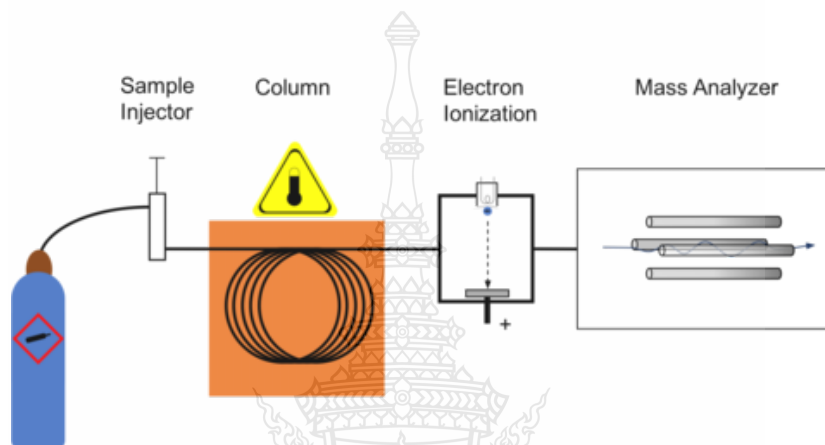 Sample
Injector
Column
Electron
Ionization
Mass Analyzer
+